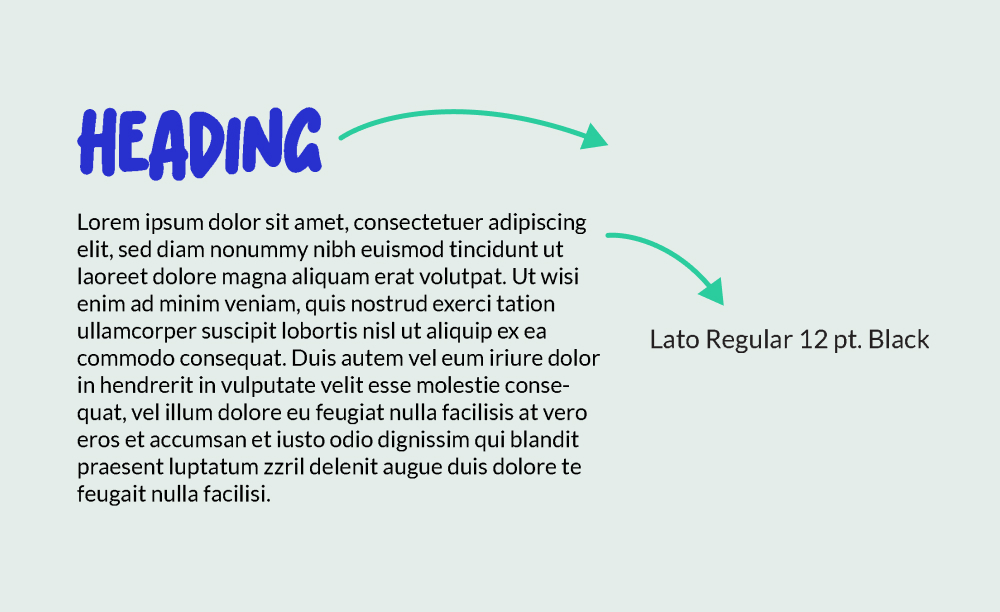 HEADING
Lorem ipsum dolor sit amet, consectetuer adipiscing
elit, sed diam nonummy nibh euismod tincidunt ut
laoreet dolore magna aliquam erat volutpat. Ut wisi
enim ad minim veniam, quis nostrud exerci tation
ullamcorper suscipit lobortis nisl ut aliquip ex ea
commodo consequat. Duis autem vel eum iriure dolor
in hendrerit in vulputate velit esse molestie conse-
quat, vel illum dolore eu feugiat nulla facilisis at vero
eros et accumsan et iusto odio dignissim qui blandit
praesent luptatum zzril delenit augue duis dolore te
feugait nulla facilisi.
Lato Regular 12 pt. Black